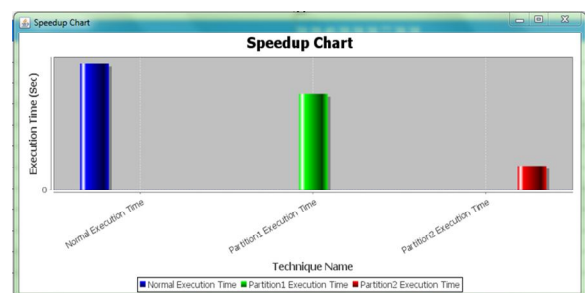 Speedup Chart
Speedup Chart
Execution Time (Sec)
0
Normal Execution Time
Partition1 Execution Time
Partition2 Execution Time
Technique Name
Normal Execution Time Partition1 Execution Time Partition2 Execution Time